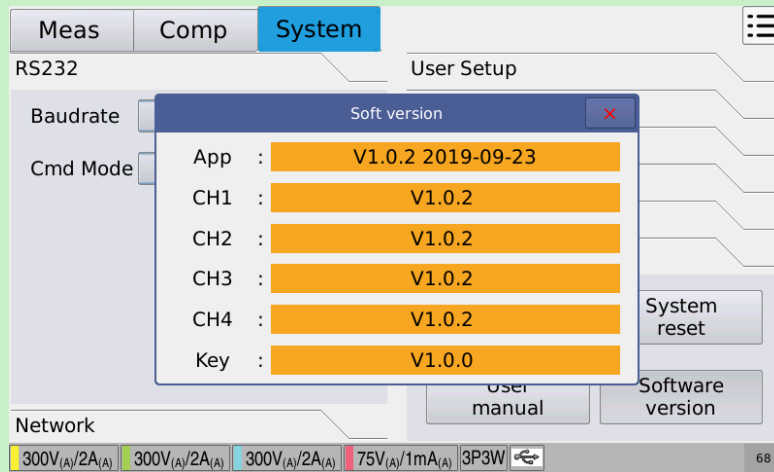 Meas Comp System
RS232
User Setup
Baudrate
Soft version
Cmd Mode
App : V1.0.2 2019-09-23
CH1 : V1.0.2
CH2 : V1.0.2
CH3 : V1.0.2
CH4 : V1.0.2
Key : V1.0.0
System
reset
User
manual
Software
version
Network
300V(A)/2A(A) 300V(A)/2A(A) 300V(A)/2A(A) 75V(A)/1mA(A) 3P3W 68